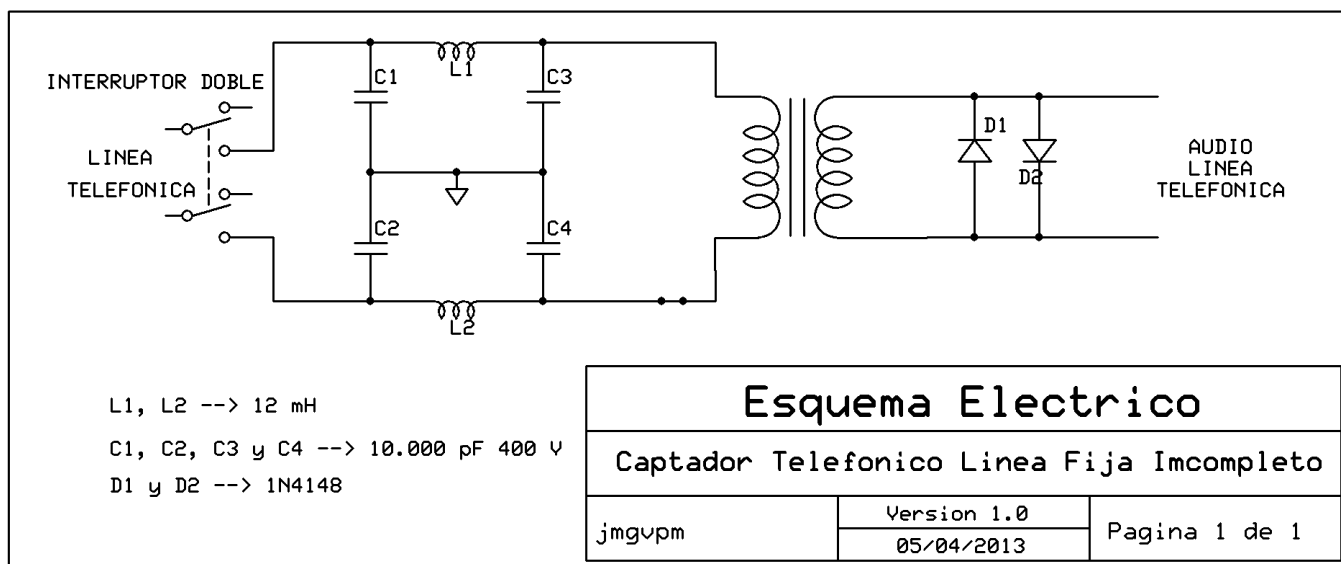 INTERRUPTOR DOBLE
LINEA
TELEFONICA
C1
L1
C3
C2
L2
C4
D1
D2
AUDIO
LINEA
TELEFONICA
L1, L2 --> 12 mH
C1, C2, C3 y C4 --> 10.000 pF 400 V
D1 y D2 --> 1N4148
Esquema Electrico
Captador Telefonico Linea Fija Imcompleto
jmgvpm
Version 1.0
05/04/2013
Pagina 1 de 1